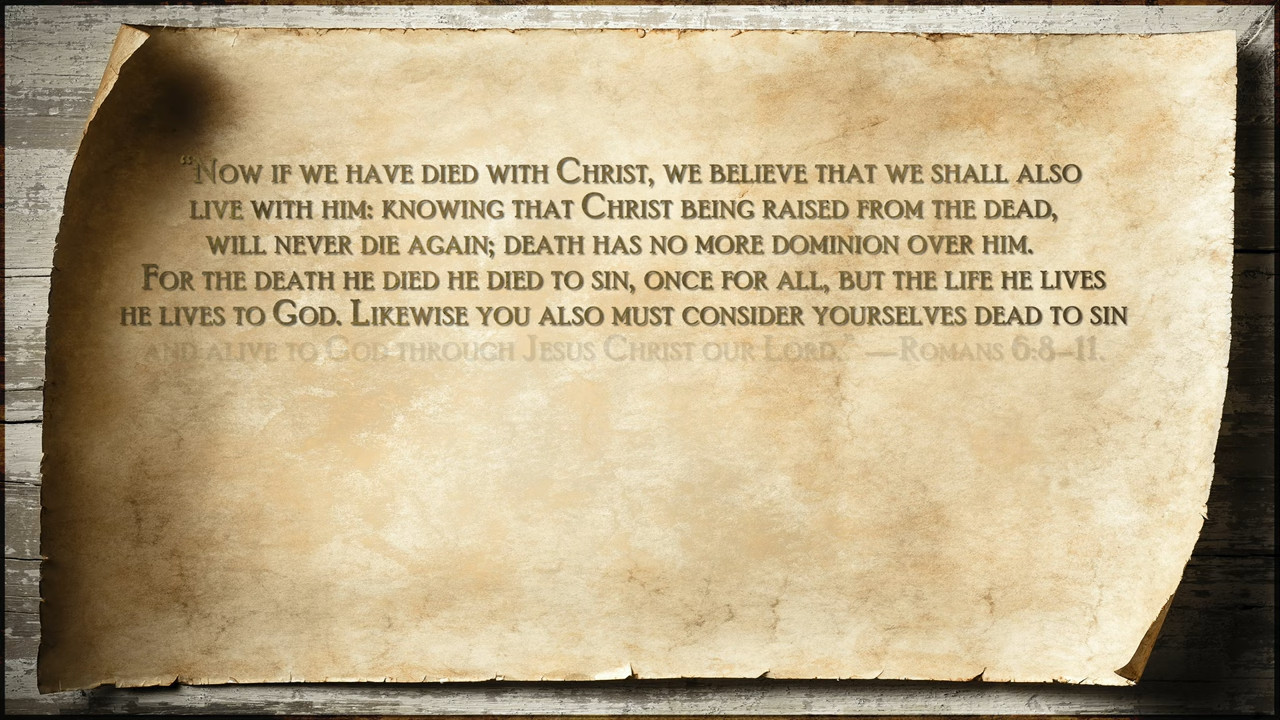 “Now if we have died with Christ, we believe that we shall also
live with him: knowing that Christ being raised from the dead,
will never die again; death has no more dominion over him.
For the death he died he died to sin, once for all, but the life he lives
he lives to God. Likewise you also must consider yourselves dead to sin
and alive to God through Jesus Christ our Lord.” —Romans 6:8–11.